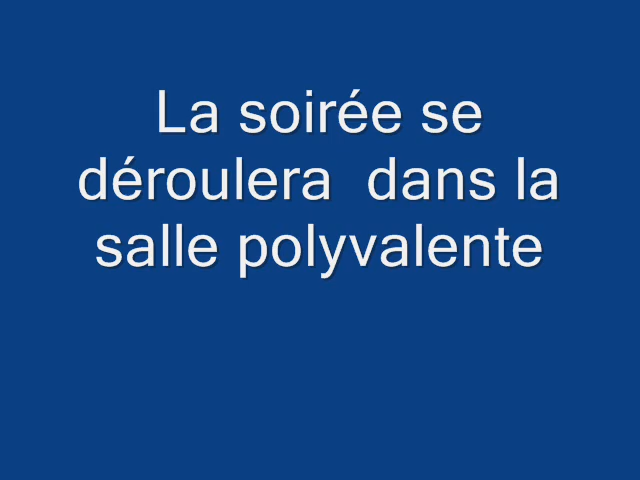 La soirée se
déroulera  dans la
salle polyvalente